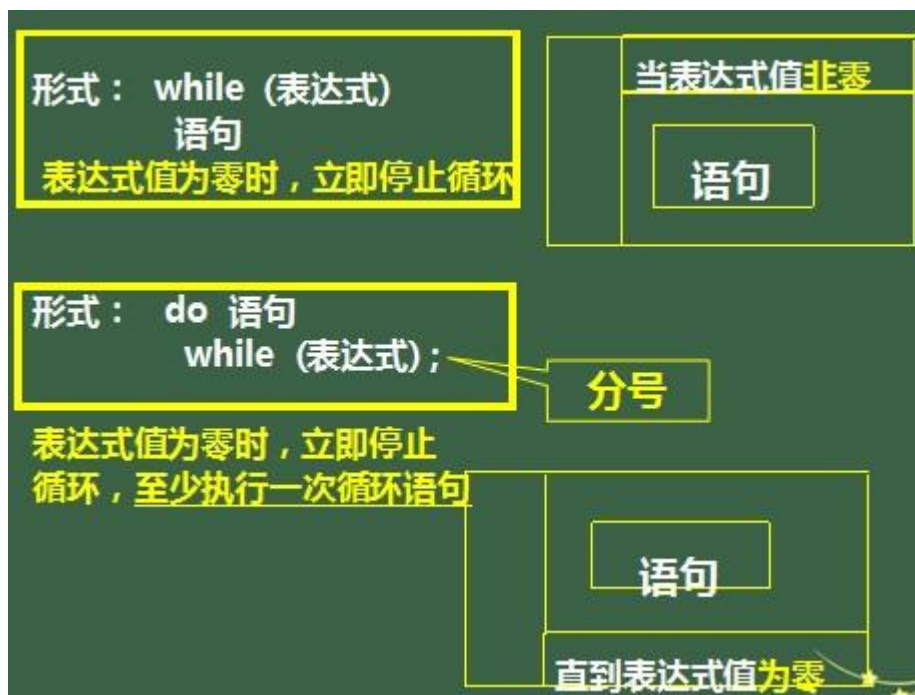 形式： while (表达式)
语句
表达式值为零时，立即停止循环
当表达式值非零
语句
形式： do 语句
while (表达式)；
分号
表达式值为零时，立即停止
循环，至少执行一次循环语句
语句
直到表达式值为零